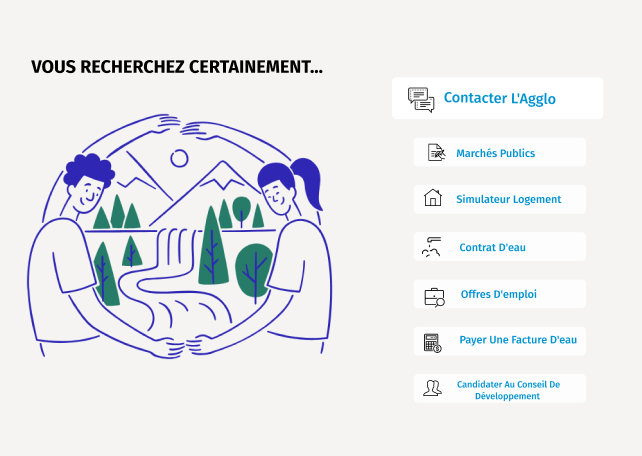 VOUS RECHERCHEZ CERTAINEMENT...
Contacter L'Agglo
Marchés Publics
Simulateur Logement
Contrat D'eau
Offres D'emploi
Payer Une Facture D'eau
Candidater Au Conseil De
Développement